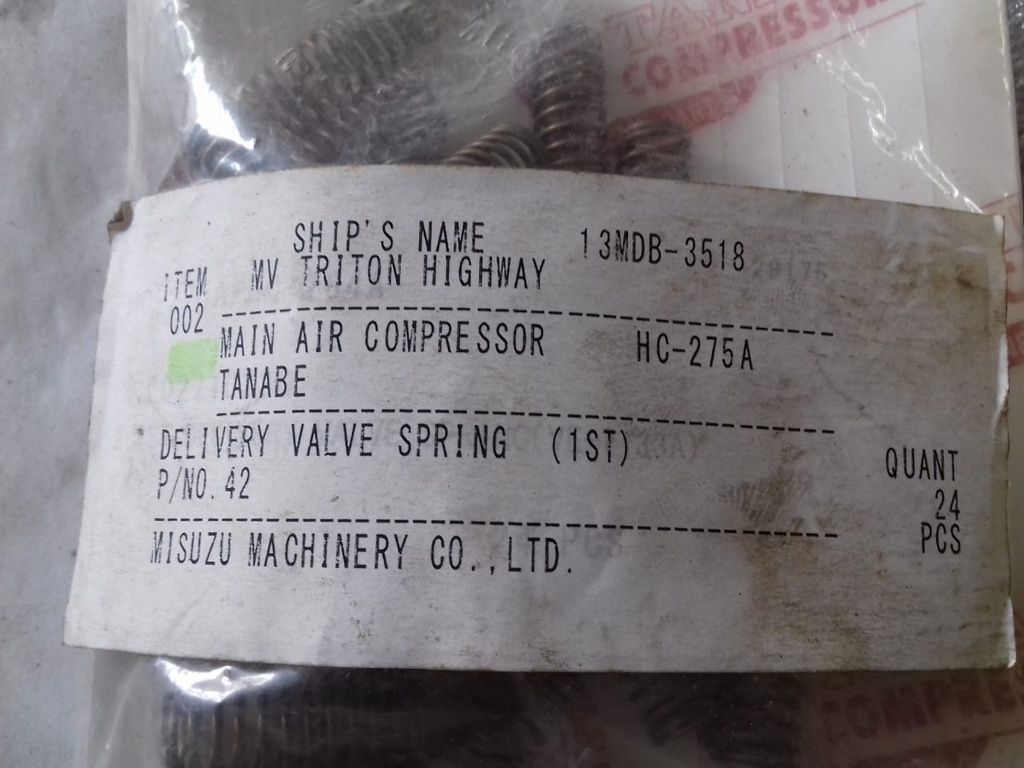 COMPRESSOR
SHIP'S NAME 13MDB-3518
ITEM MV TRITON HIGHWAY
002
MAIN AIR COMPRESSOR HC-275A
TANABE
DELIVERY VALVE SPRING (1ST) QUANT
P/NO. 42 24
PCS
MISUZU MACHINERY CO.,LTD.